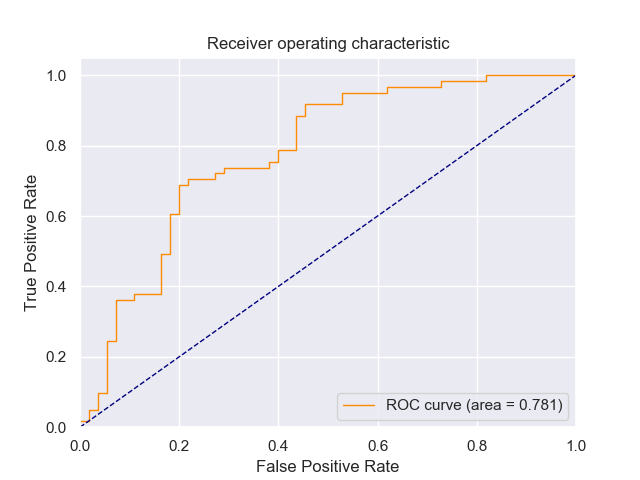 Receiver operating characteristic
True Positive Rate
1.0
0.8
0.6
0.4
0.2
0.0
ROC curve (area = 0.781)
0.0 0.2 0.4 0.6 0.8 1.0
False Positive Rate